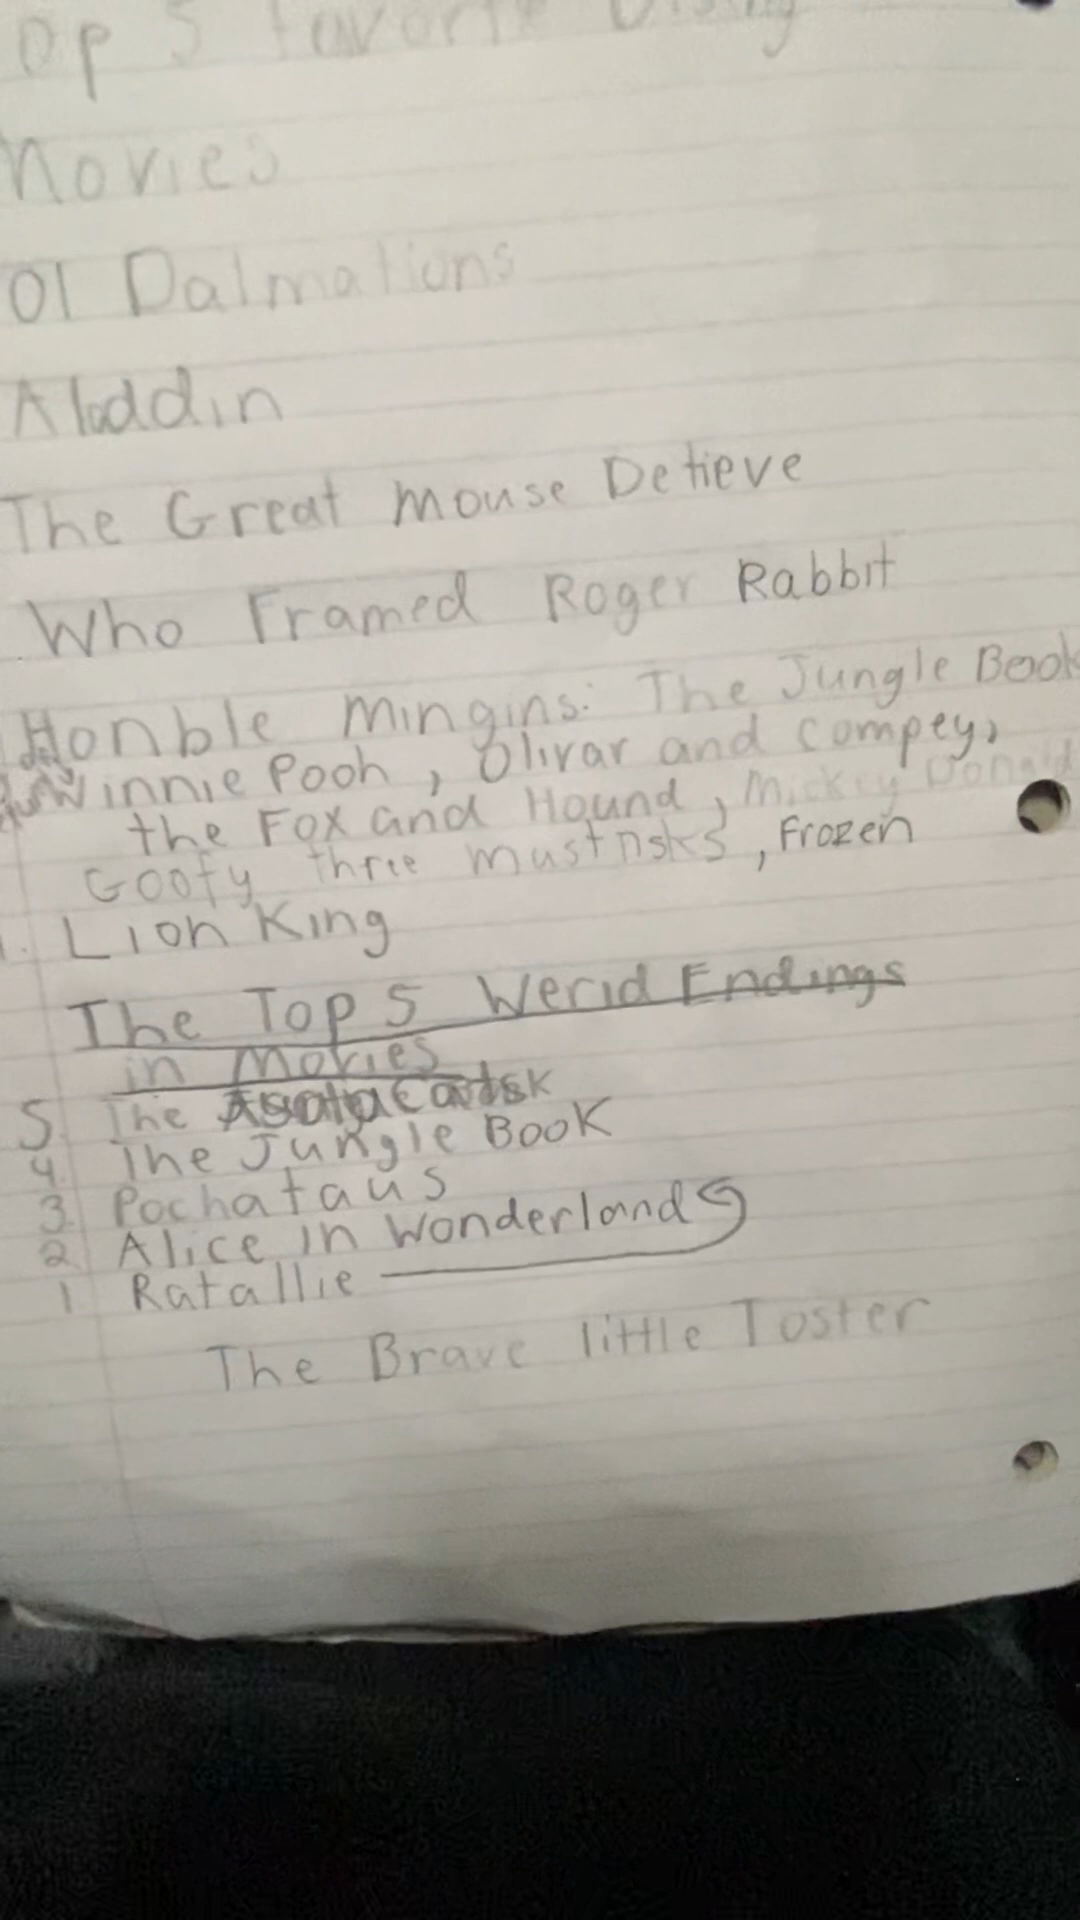 op 5 favorite Disny
Movies
01 Dalmations
Aladdin
The Great mouse Detieve
Who Framed Roger Rabbit
Honble mingins: The Jungle Book
Winnie Pooh, Olivar and compey,
the Fox and Hound, Mickey Donald
Goofy three mustrisks, Frozen
1. Lion King
The Top 5 Werid Endings
in Movies
5. The
4. The Jungle Book
3. Pochataus
2 Alice in Wonderland
1 Ratallie
The Brave little Toster